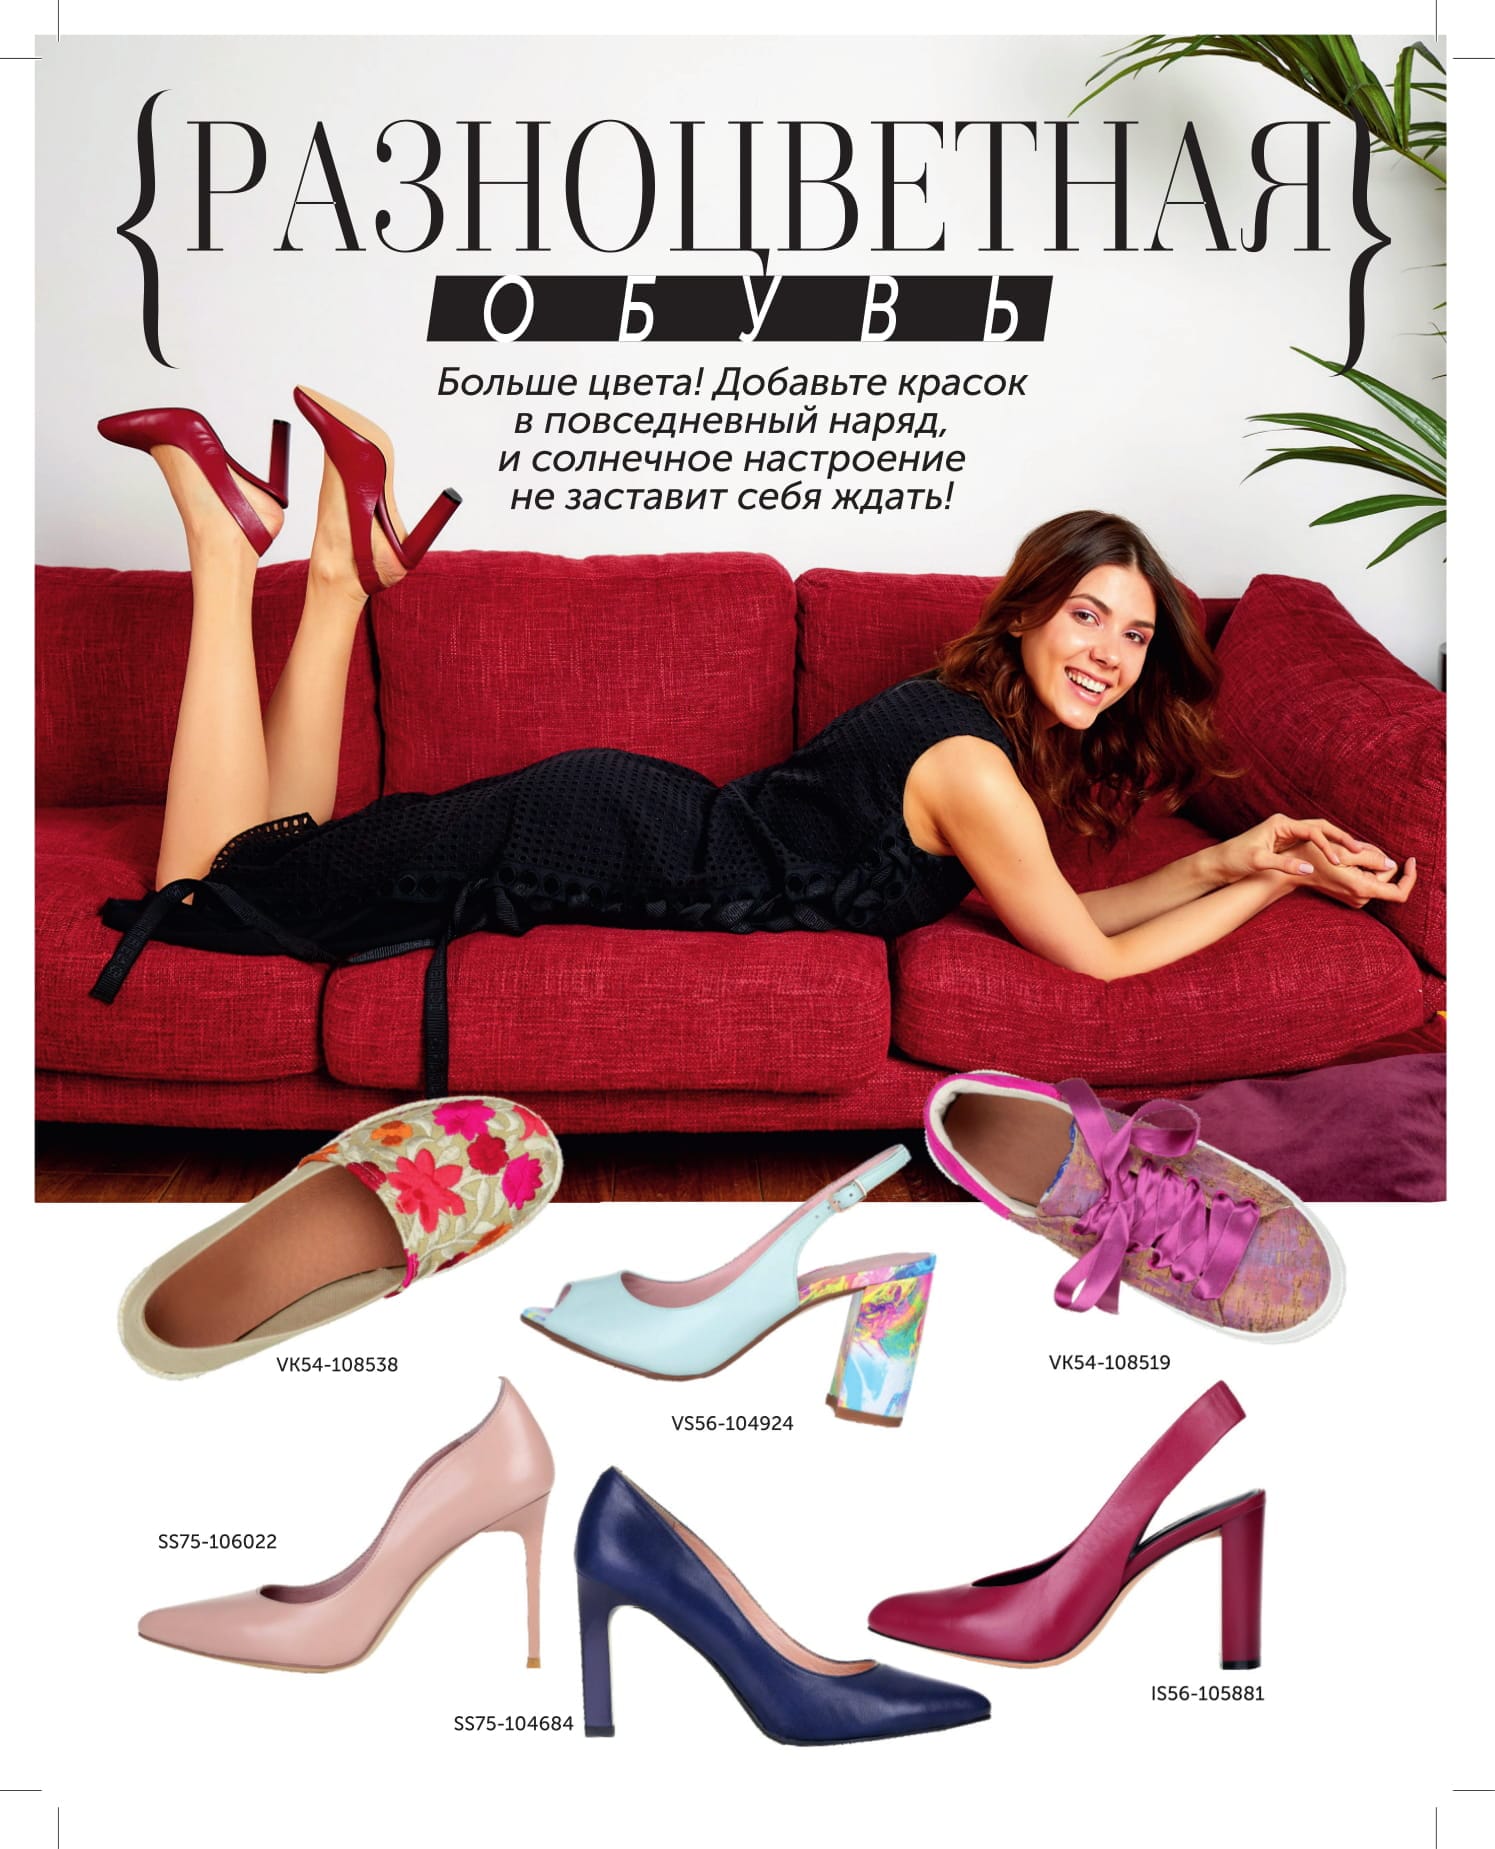 РАЗНОЦВЕТНАЯ
ОБУВЬ
Больше цвета! Добавьте красок
в повседневный наряд,
и солнечное настроение
не заставит себя ждать!
VK54-108538
VK54-108519
VS56-104924
SS75-106022
IS56-105881
SS75-104684